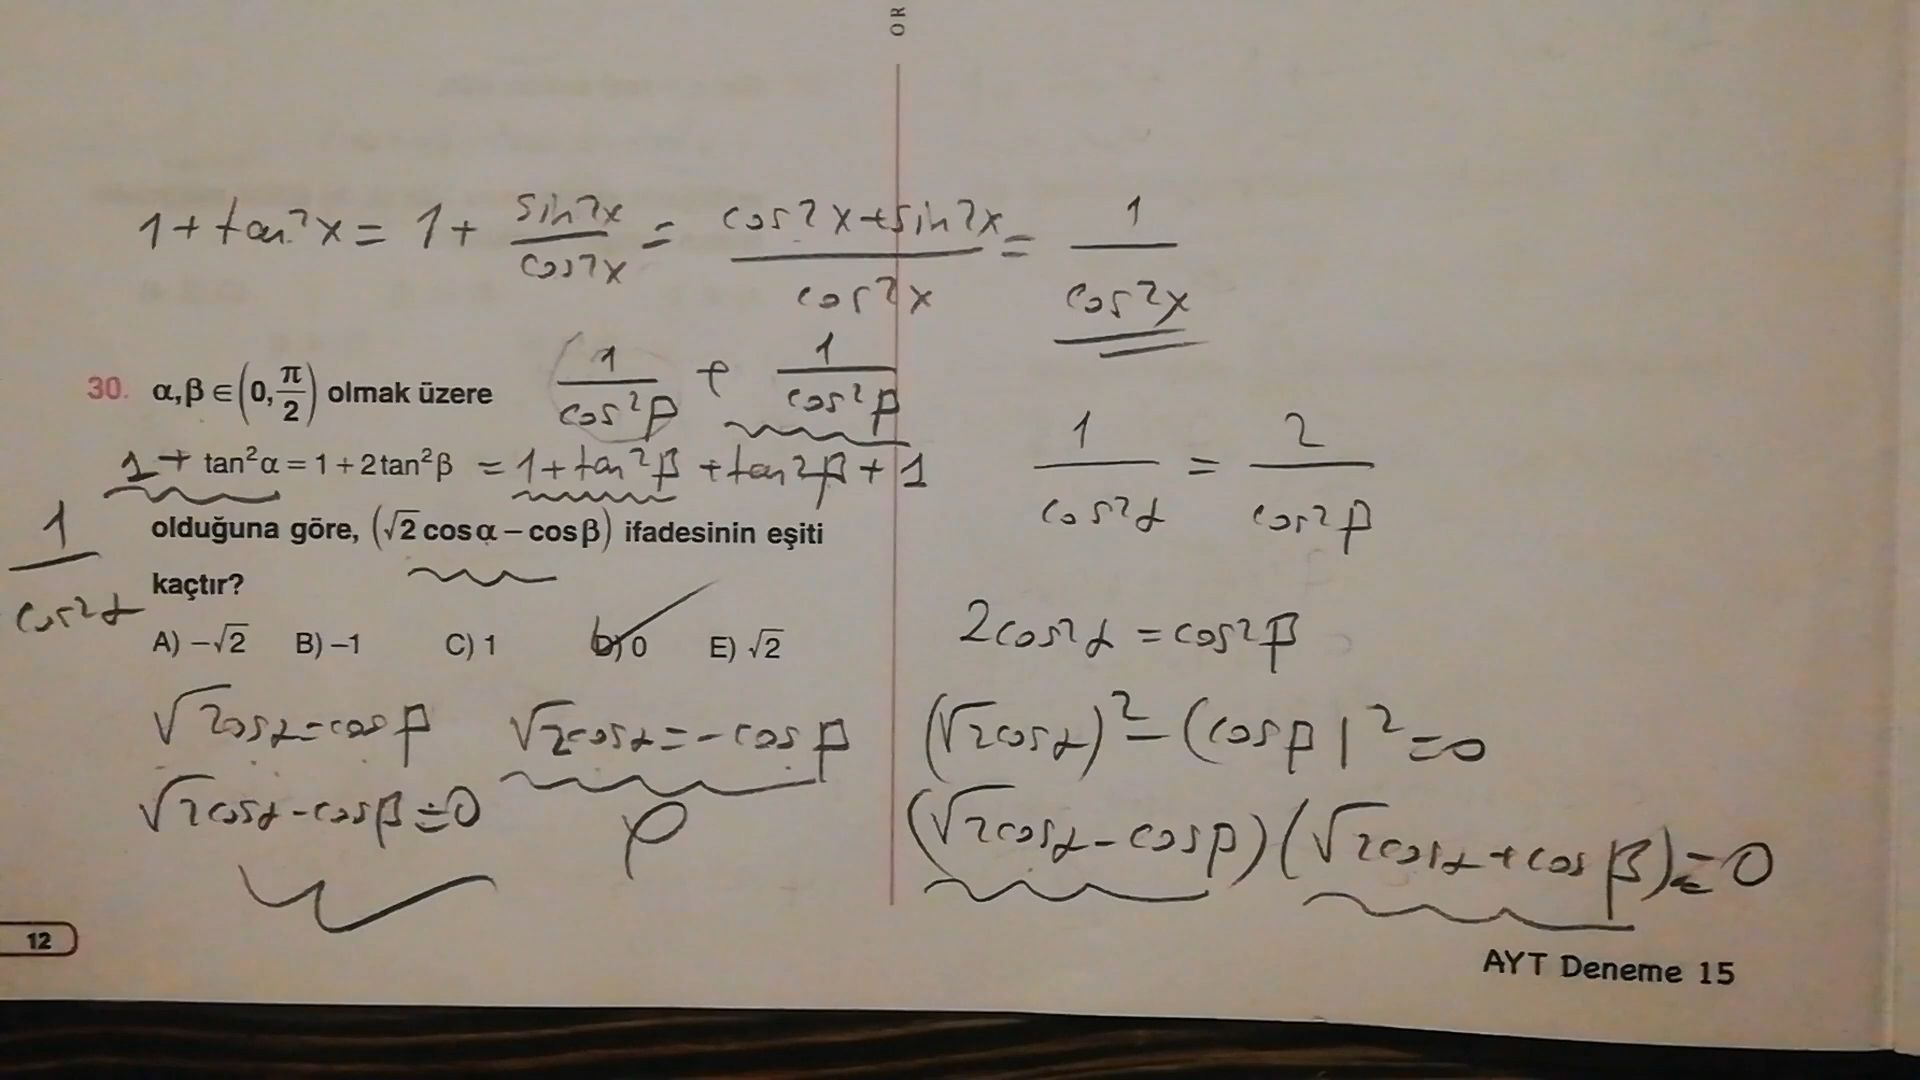 OR
1 + tan²x = 1 + sin²x / cos²x = cos²x + sin²x / cos²x = 1 / cos²x
1 / cos²β + 1 / cos²β
30. α,β ∈ (0, π/2) olmak üzere
1 + tan²α = 1 + 2tan²β = 1 + tan²β + tan²β + 1
1 / cos²α = 2 / cos²β
olduğuna göre, (√2 cosα − cosβ) ifadesinin eşiti
kaçtır?
1 / cos²α
A) −√2 B) −1 C) 1 D) 0 E) √2
2cos²α = cos²β
√2cosα = cosβ √2cosα = −cosβ
(√2cosα)² − (cosβ)² = 0
√2cosα − cosβ = 0
(√2cosα − cosβ)(√2cosα + cosβ) = 0
12
AYT Deneme 15